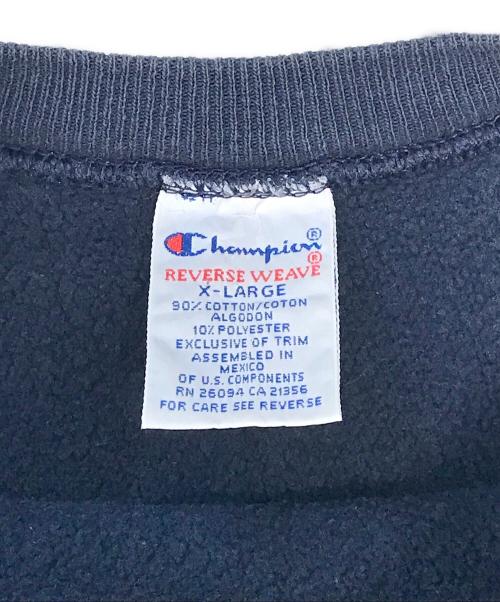 Champion®
REVERSE WEAVE®
X-LARGE
90% COTTON/COTON
ALGODON
10% POLYESTER
EXCLUSIVE OF TRIM
ASSEMBLED IN
MEXICO
OF U.S. COMPONENTS
RN 26094 CA 21356
FOR CARE SEE REVERSE